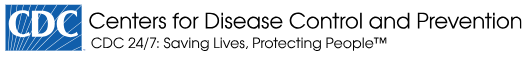 CDC Centers for Disease Control and Prevention
CDC 24/7: Saving Lives, Protecting People™